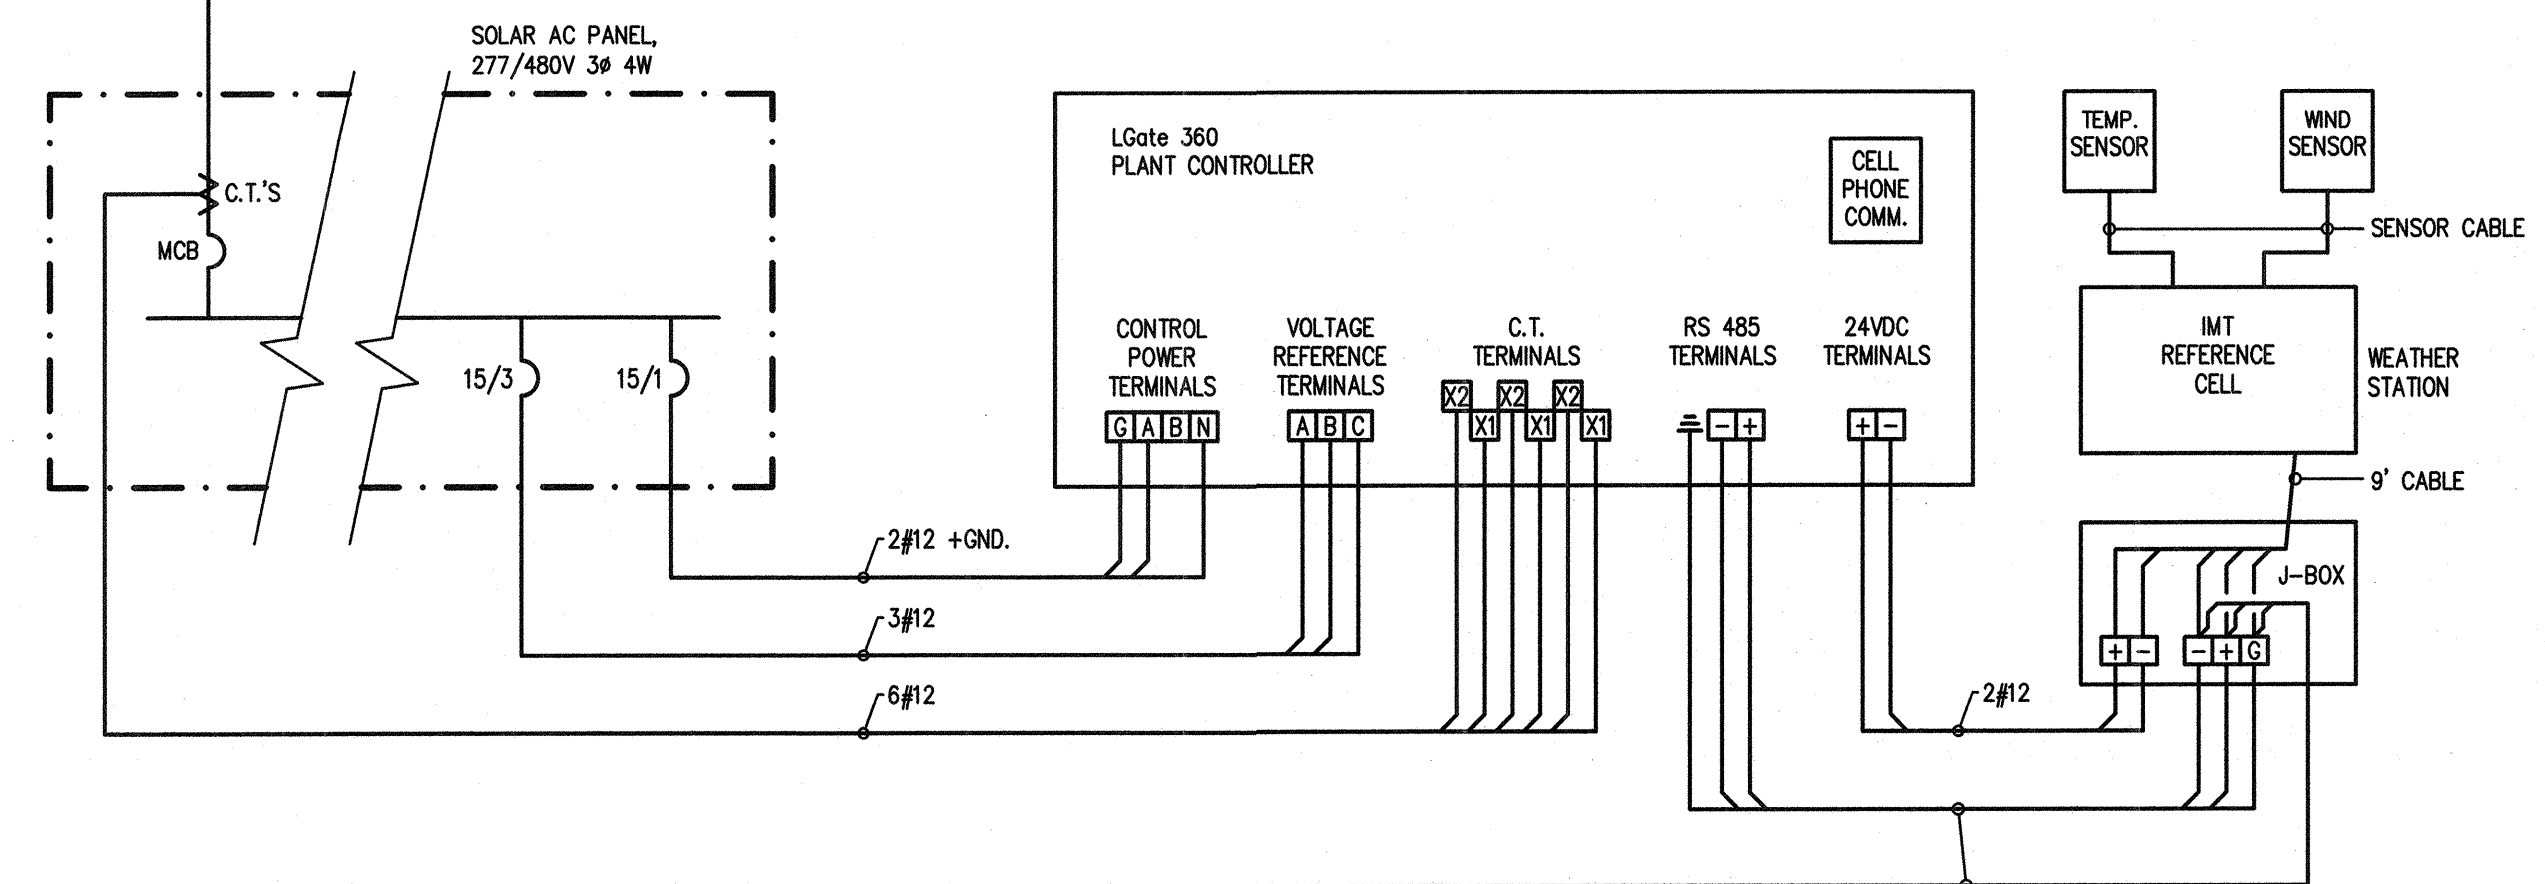 SOLAR AC PANEL,
277/480V 3ø 4W
C.T.'S
MCB
15/3
15/1
LGate 360
PLANT CONTROLLER
CELL
PHONE
COMM.
CONTROL
POWER
TERMINALS
G A B N
VOLTAGE
REFERENCE
TERMINALS
A B C
C.T.
TERMINALS
X2 X2 X2
X1 X1 X1
RS 485
TERMINALS
- +
24VDC
TERMINALS
+ -
TEMP.
SENSOR
WIND
SENSOR
SENSOR CABLE
IMT
REFERENCE
CELL
WEATHER
STATION
9' CABLE
J-BOX
+ -
- + G
2#12 +GND.
3#12
6#12
2#12